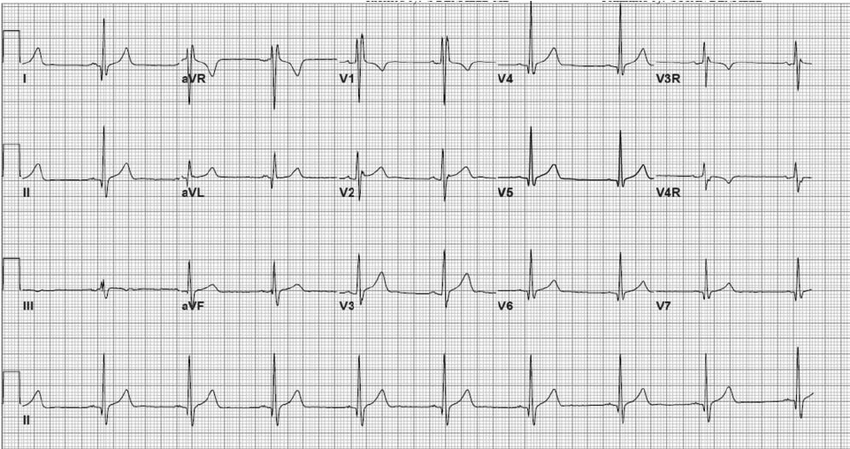 I aVR V1 V4 V3R
II aVL V2 V5 V4R
III aVF V3 V6 V7
II